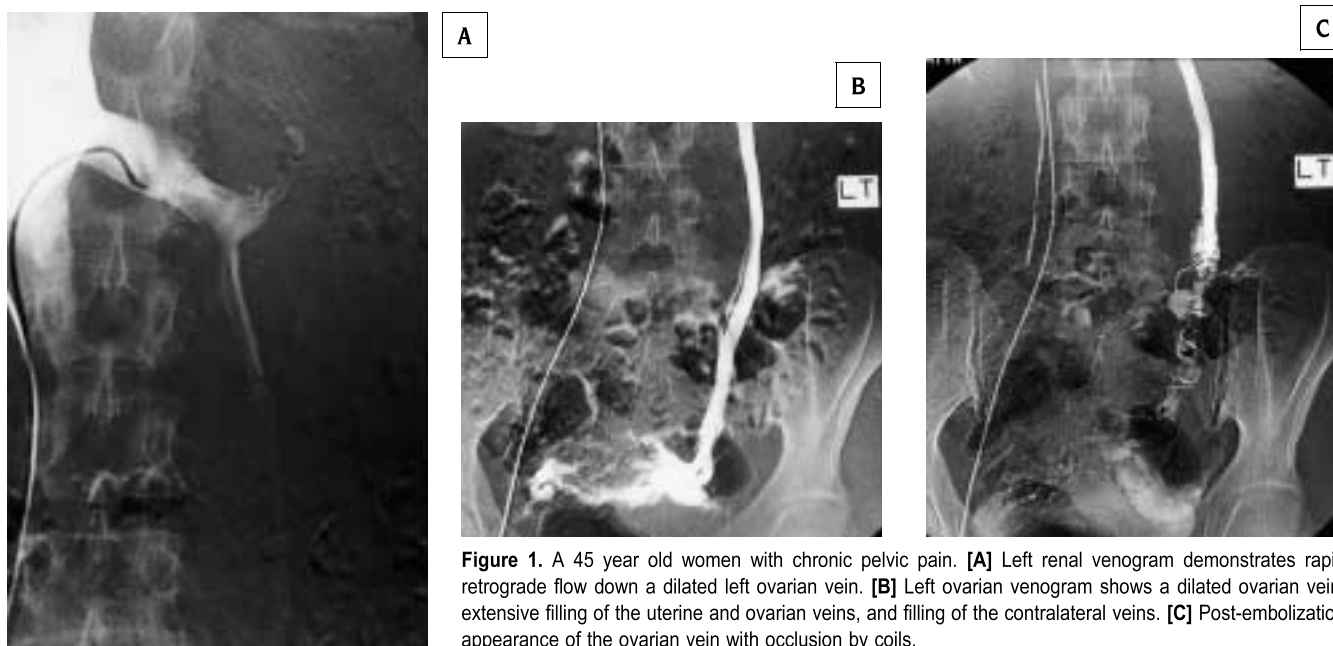 A
B
C
LT
LT
Figure 1. A 45 year old women with chronic pelvic pain. [A] Left renal venogram demonstrates rapi
retrograde flow down a dilated left ovarian vein. [B] Left ovarian venogram shows a dilated ovarian vein
extensive filling of the uterine and ovarian veins, and filling of the contralateral veins. [C] Post-embolizatio
appearance of the ovarian vein with occlusion by coils.